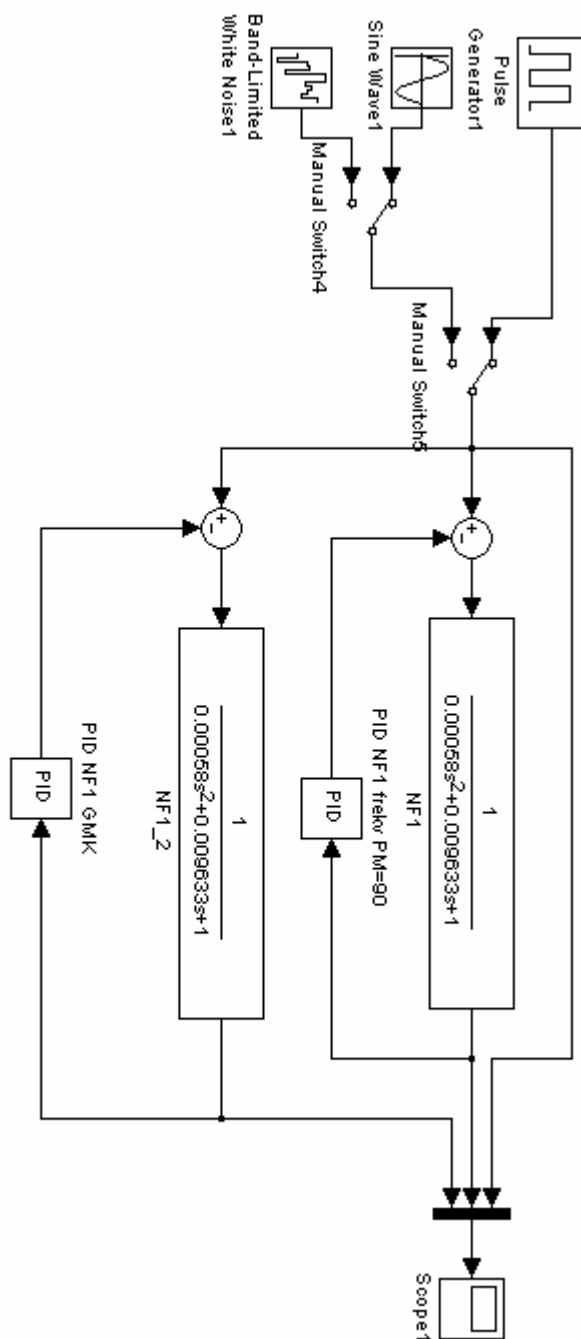 Pulse
Generator1
Sine Wave1
Band-Limited
White Noise1
Manual Switch4
Manual Switch5
+
-
1
0.00058s²+0.009633s+1
NF1
PID
PID NF1 frekv PM=90
+
-
1
0.00058s²+0.009633s+1
NF1_2
PID
PID NF1 GMK
Scope1